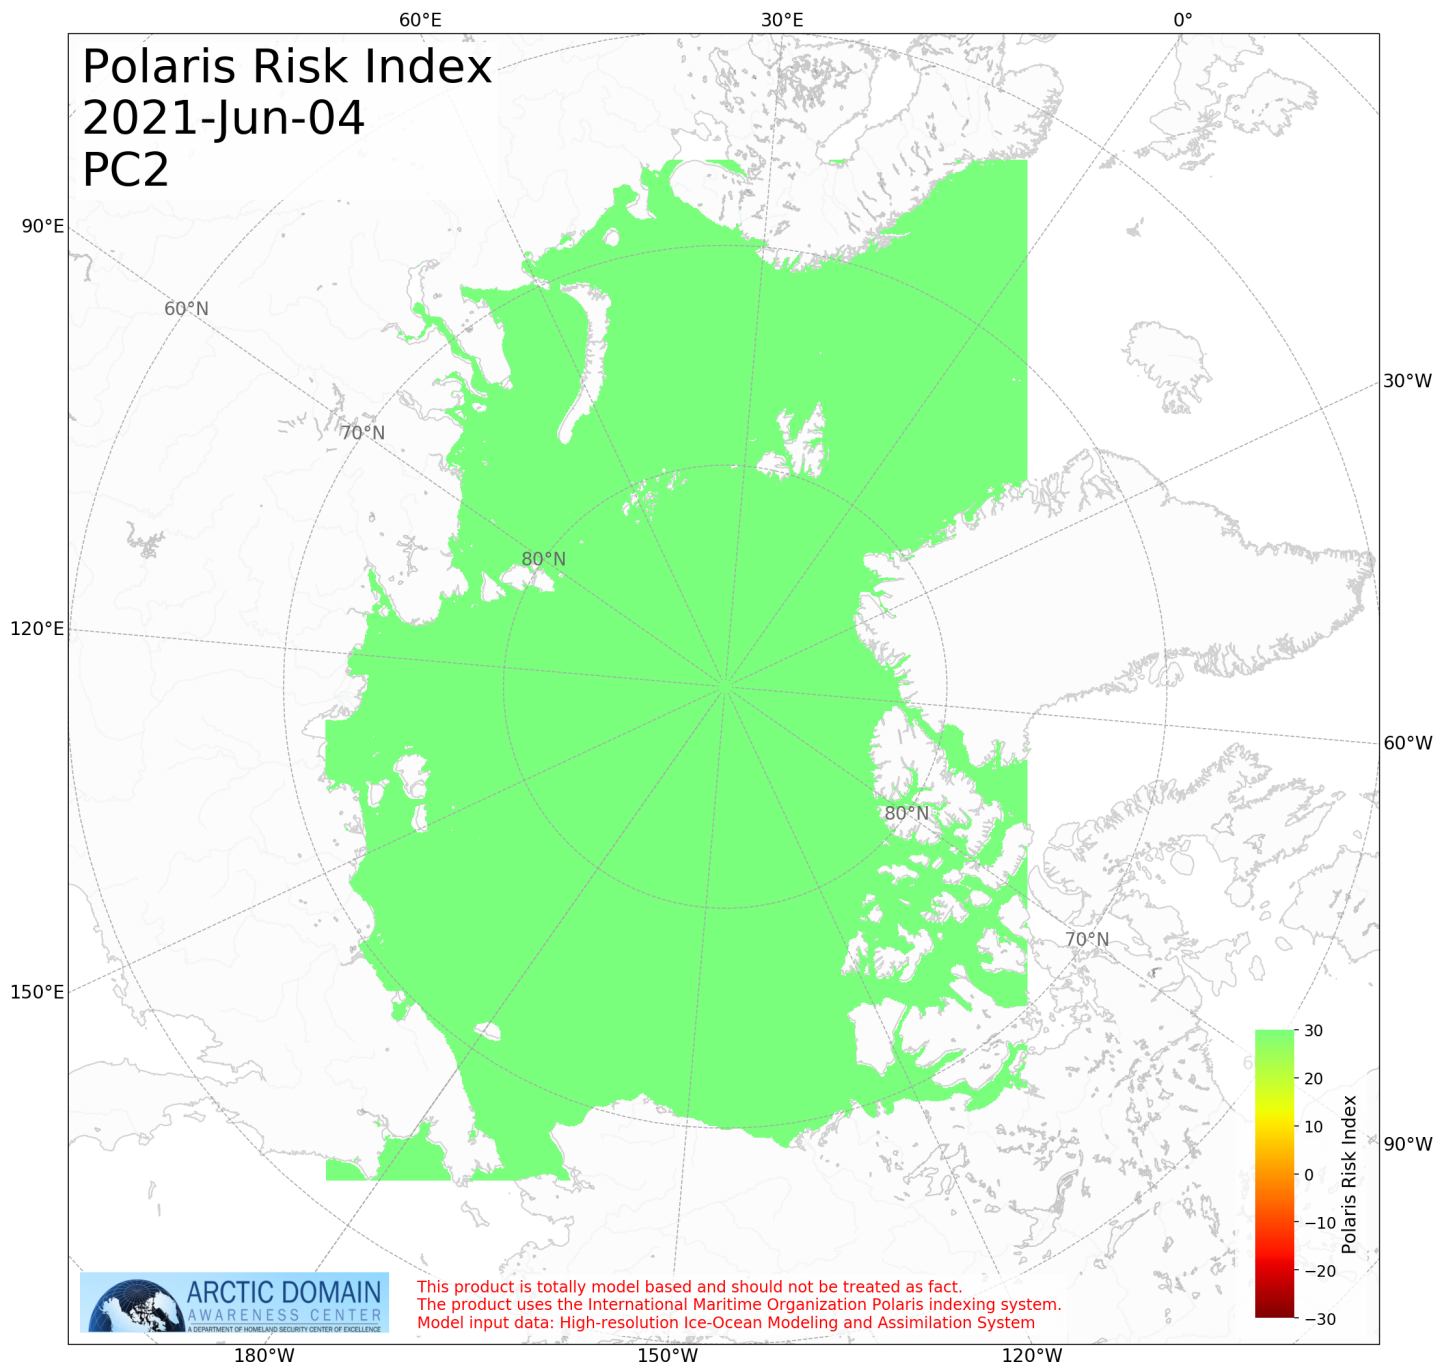 60°E
30°E
0°
Polaris Risk Index
2021-Jun-04
PC2
90°E
60°N
30°W
70°N
80°N
120°E
60°W
80°N
70°N
150°E
30
20
10
0
−10
−20
−30
Polaris Risk Index
90°W
ARCTIC DOMAIN
AWARENESS CENTER
A DEPARTMENT OF HOMELAND SECURITY CENTER OF EXCELLENCE
This product is totally model based and should not be treated as fact.
The product uses the International Maritime Organization Polaris indexing system.
Model input data: High-resolution Ice-Ocean Modeling and Assimilation System
180°W
150°W
120°W